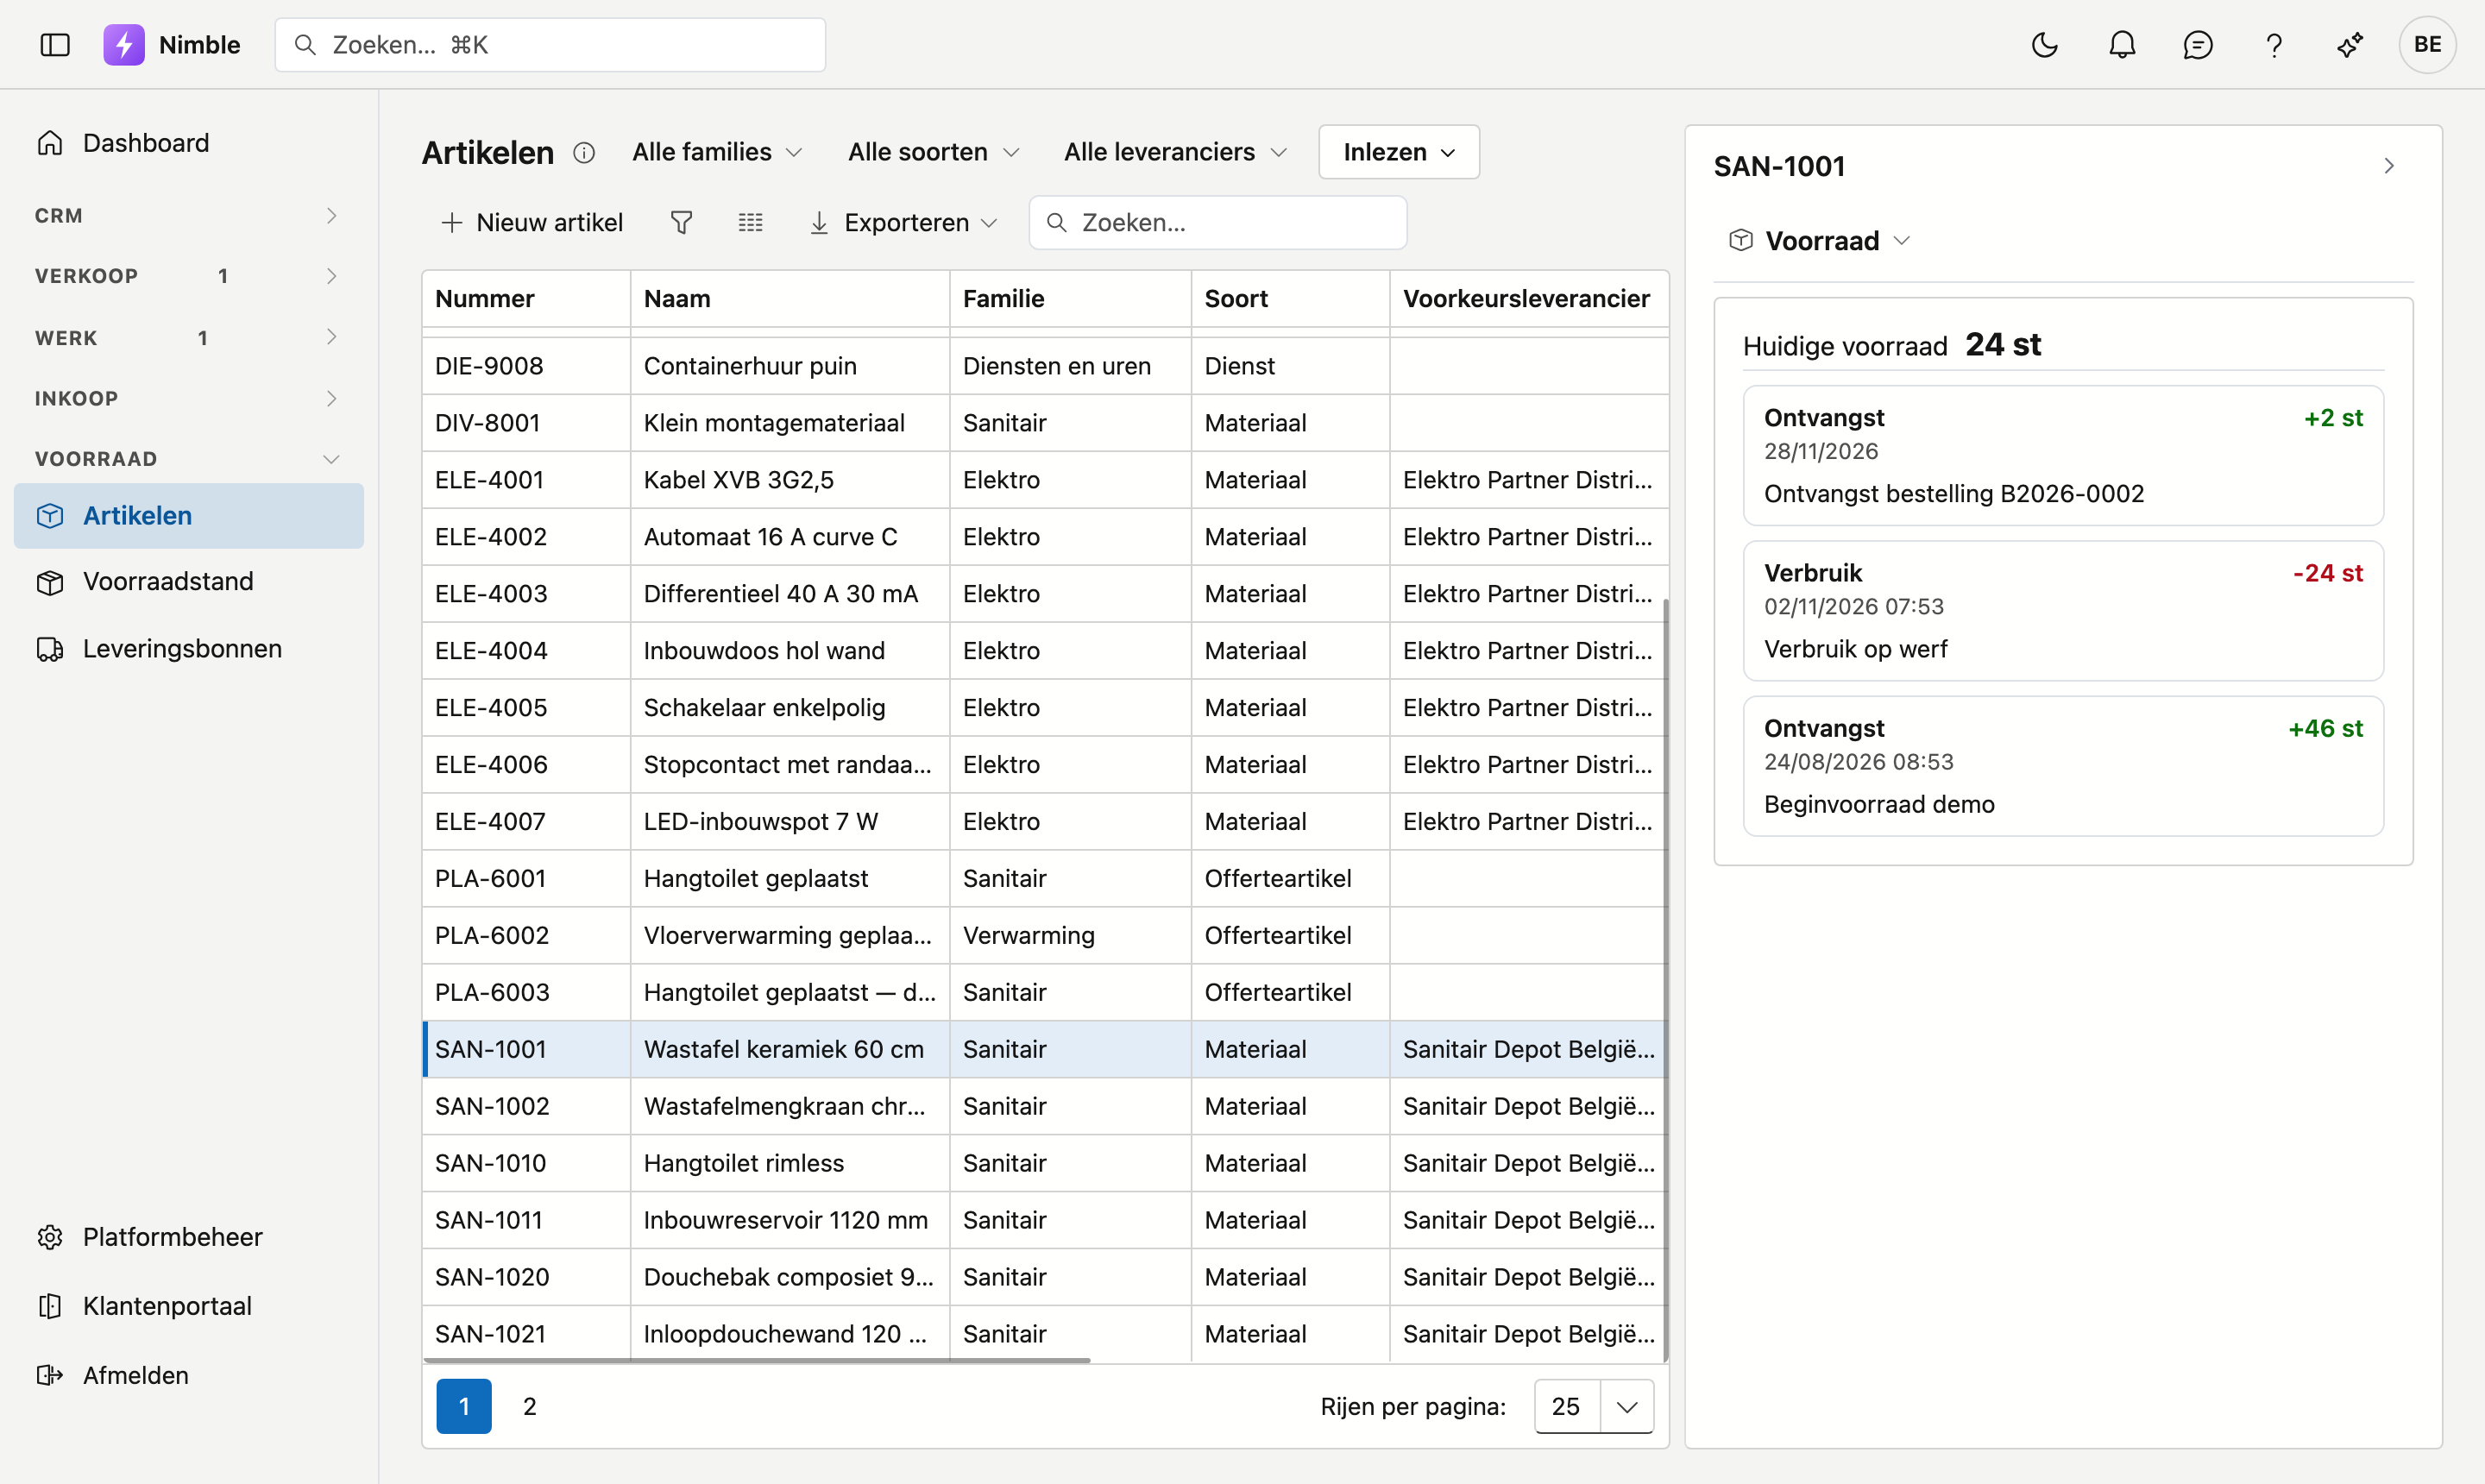 Nimble
Zoeken... ⌘K
BE
Dashboard
CRM
VERKOOP 1
WERK 1
INKOOP
VOORRAAD
Artikelen
Voorraadstand
Leveringsbonnen
Platformbeheer
Klantenportaal
Afmelden
Artikelen Alle families Alle soorten Alle leveranciers Inlezen
Nieuw artikel Exporteren Zoeken...
Nummer Naam Familie Soort Voorkeursleverancier
DIE-9008 Containerhuur puin Diensten en uren Dienst
DIV-8001 Klein montagemateriaal Sanitair Materiaal
ELE-4001 Kabel XVB 3G2,5 Elektro Materiaal Elektro Partner Distri...
ELE-4002 Automaat 16 A curve C Elektro Materiaal Elektro Partner Distri...
ELE-4003 Differentieel 40 A 30 mA Elektro Materiaal Elektro Partner Distri...
ELE-4004 Inbouwdoos hol wand Elektro Materiaal Elektro Partner Distri...
ELE-4005 Schakelaar enkelpolig Elektro Materiaal Elektro Partner Distri...
ELE-4006 Stopcontact met randaa... Elektro Materiaal Elektro Partner Distri...
ELE-4007 LED-inbouwspot 7 W Elektro Materiaal Elektro Partner Distri...
PLA-6001 Hangtoilet geplaatst Sanitair Offerteartikel
PLA-6002 Vloerverwarming geplaa... Verwarming Offerteartikel
PLA-6003 Hangtoilet geplaatst — d... Sanitair Offerteartikel
SAN-1001 Wastafel keramiek 60 cm Sanitair Materiaal Sanitair Depot België...
SAN-1002 Wastafelmengkraan chr... Sanitair Materiaal Sanitair Depot België...
SAN-1010 Hangtoilet rimless Sanitair Materiaal Sanitair Depot België...
SAN-1011 Inbouwreservoir 1120 mm Sanitair Materiaal Sanitair Depot België...
SAN-1020 Douchebak composiet 9... Sanitair Materiaal Sanitair Depot België...
SAN-1021 Inloopdouchewand 120 ... Sanitair Materiaal Sanitair Depot België...
1 2 Rijen per pagina: 25
SAN-1001
Voorraad
Huidige voorraad 24 st
Ontvangst +2 st
28/11/2026
Ontvangst bestelling B2026-0002
Verbruik -24 st
02/11/2026 07:53
Verbruik op werf
Ontvangst +46 st
24/08/2026 08:53
Beginvoorraad demo